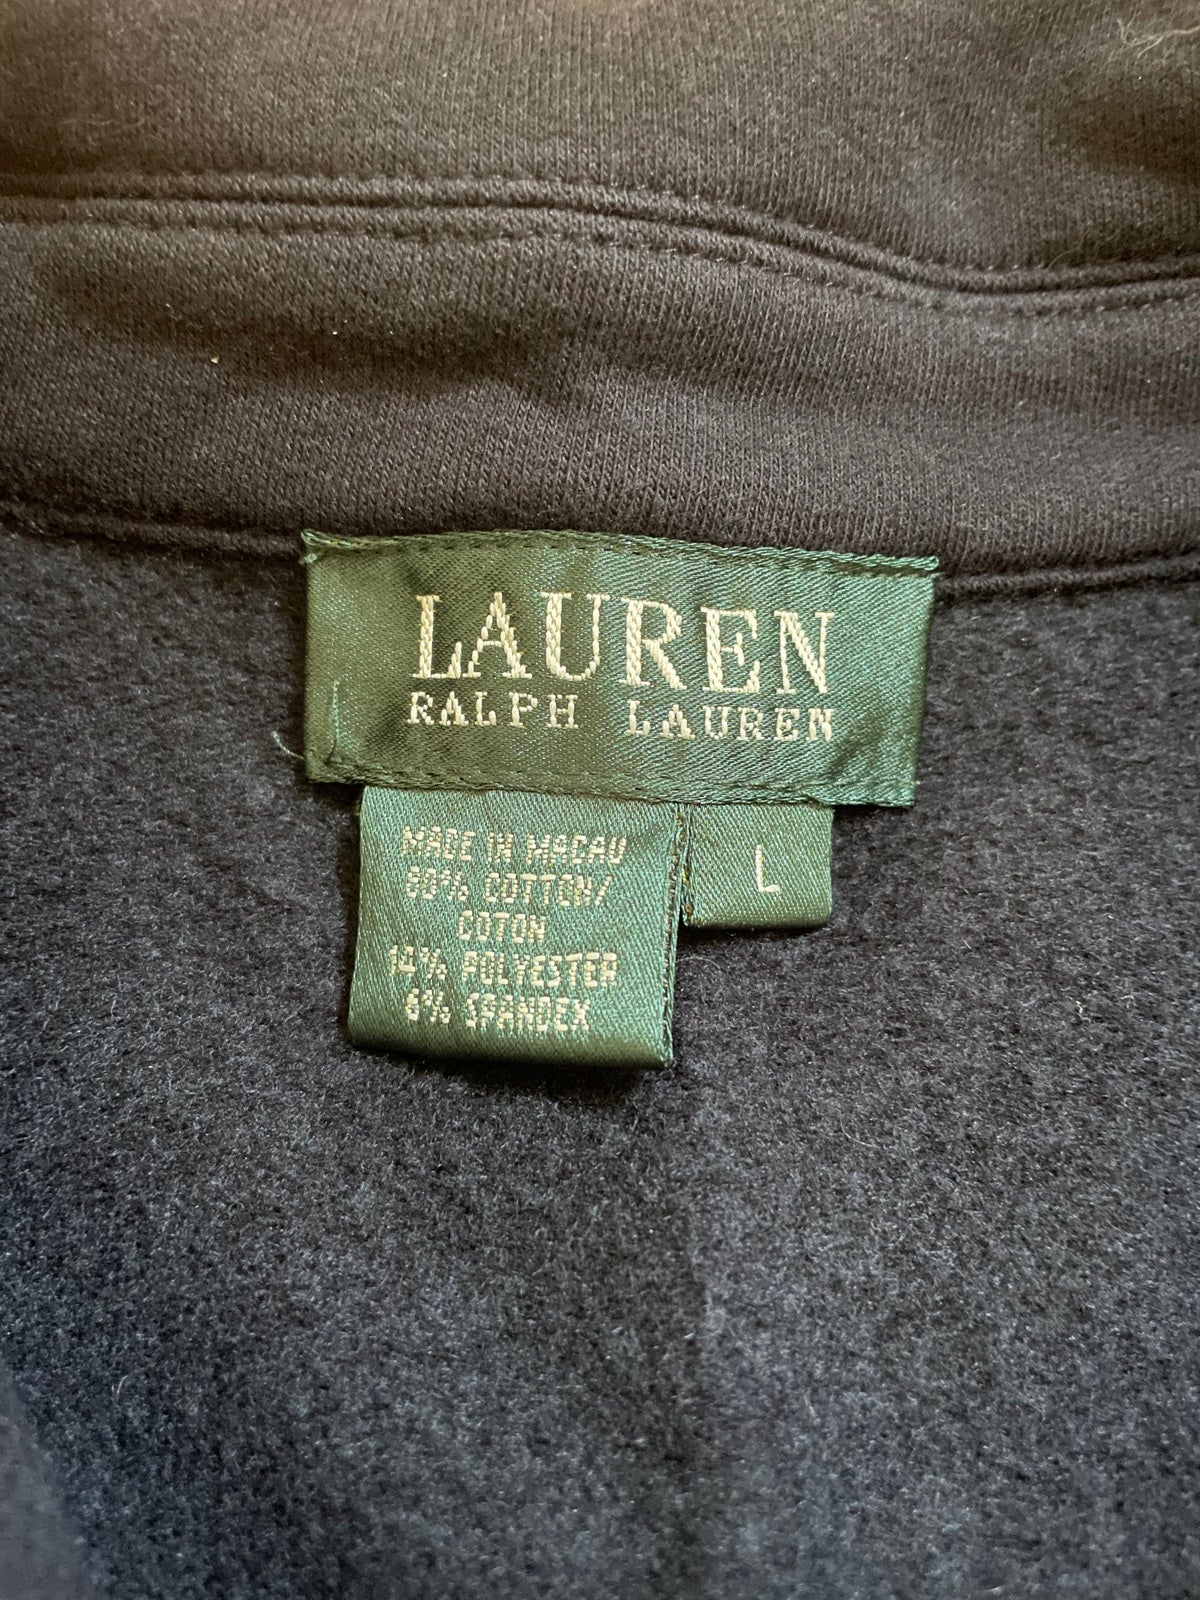 LAUREN
RALPH LAUREN
MADE IN MACAU
80% COTTON/
COTON
14% POLYESTER
6% SPANDEX
L